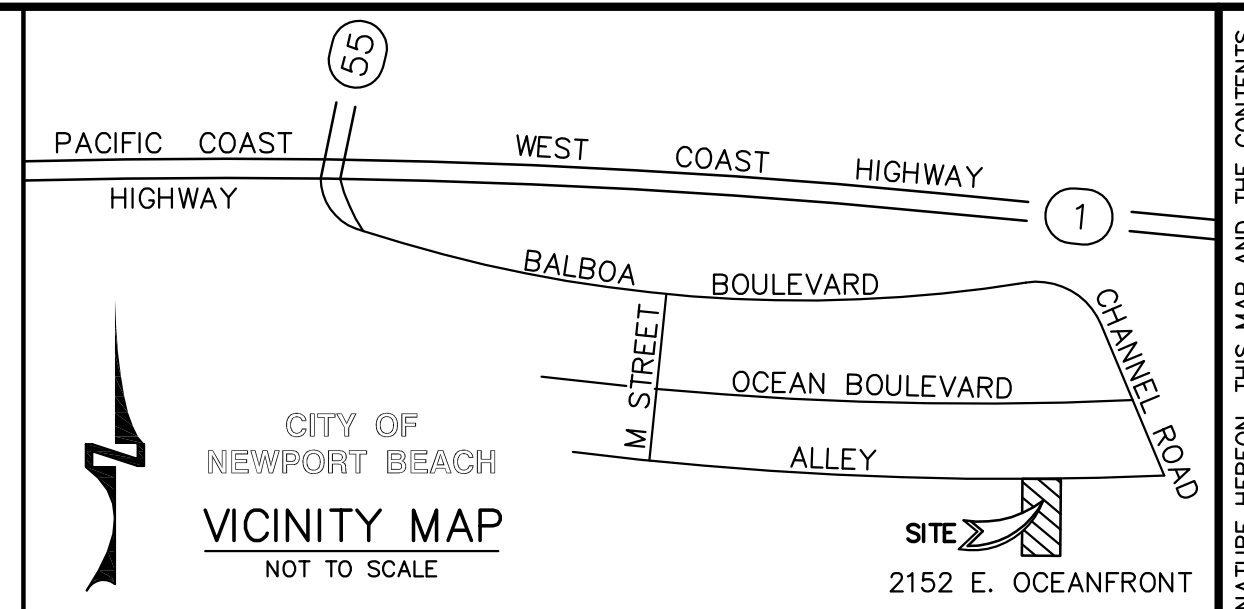 55
PACIFIC COAST
HIGHWAY
WEST COAST HIGHWAY
1
BALBOA BOULEVARD
CHANNEL ROAD
M STREET
OCEAN BOULEVARD
ALLEY
CITY OF
NEWPORT BEACH
VICINITY MAP
NOT TO SCALE
SITE
2152 E. OCEANFRONT
NATURE HEREON. THIS MAP AND THE CONTENTS